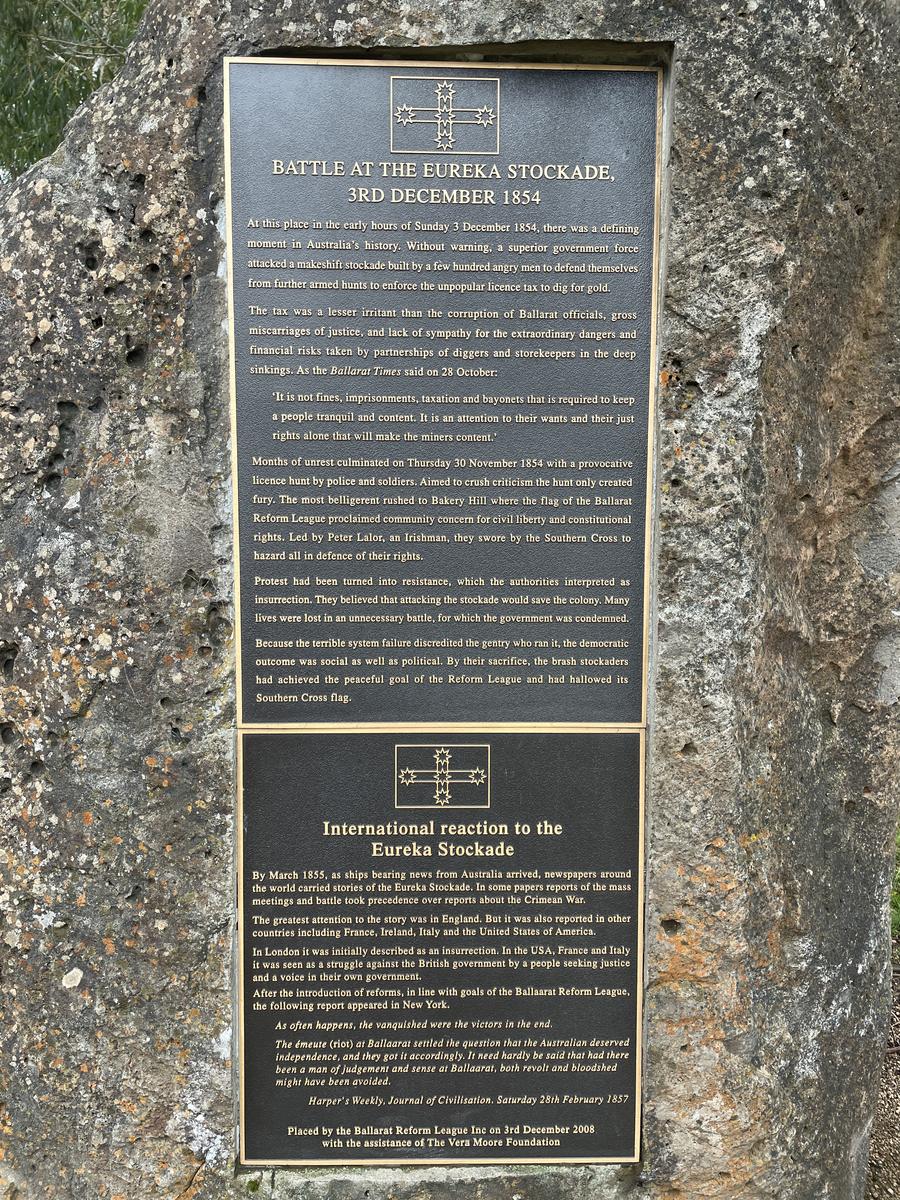 BATTLE AT THE EUREKA STOCKADE,
3RD DECEMBER 1854
At this place in the early hours of Sunday 3 December 1854, there was a defining
moment in Australia's history. Without warning, a superior government force
attacked a makeshift stockade built by a few hundred angry men to defend themselves
from further armed hunts to enforce the unpopular licence tax to dig for gold.
The tax was a lesser irritant than the corruption of Ballarat officials, gross
miscarriages of justice, and lack of sympathy for the extraordinary dangers and
financial risks taken by partnerships of diggers and storekeepers in the deep
sinkings. As the Ballarat Times said on 28 October:
'It is not fines, imprisonments, taxation and bayonets that is required to keep
a people tranquil and content. It is an attention to their wants and their just
rights alone that will make the miners content.'
Months of unrest culminated on Thursday 30 November 1854 with a provocative
licence hunt by police and soldiers. Aimed to crush criticism the hunt only created
fury. The most belligerent rushed to Bakery Hill where the flag of the Ballarat
Reform League proclaimed community concern for civil liberty and constitutional
rights. Led by Peter Lalor, an Irishman, they swore by the Southern Cross to
hazard all in defence of their rights.
Protest had been turned into resistance, which the authorities interpreted as
insurrection. They believed that attacking the stockade would save the colony. Many
lives were lost in an unnecessary battle, for which the government was condemned.
Because the terrible system failure discredited the gentry who ran it, the democratic
outcome was social as well as political. By their sacrifice, the brash stockaders
had achieved the peaceful goal of the Reform League and had hallowed its
Southern Cross flag.
International reaction to the
Eureka Stockade
By March 1855, as ships bearing news from Australia arrived, newspapers around
the world carried stories of the Eureka Stockade. In some papers reports of the mass
meetings and battle took precedence over reports about the Crimean War.
The greatest attention to the story was in England. But it was also reported in other
countries including France, Ireland, Italy and the United States of America.
In London it was initially described as an insurrection. In the USA, France and Italy
it was seen as a struggle against the British government by a people seeking justice
and a voice in their own government.
After the introduction of reforms, in line with goals of the Ballaarat Reform League,
the following report appeared in New York.
As often happens, the vanquished were the victors in the end.
The émeute (riot) at Ballaarat settled the question that the Australian deserved
independence, and they got it accordingly. It need hardly be said that had there
been a man of judgement and sense at Ballaarat, both revolt and bloodshed
might have been avoided.
Harper's Weekly, Journal of Civilisation. Saturday 28th February 1857
Placed by the Ballarat Reform League Inc on 3rd December 2008
with the assistance of The Vera Moore Foundation